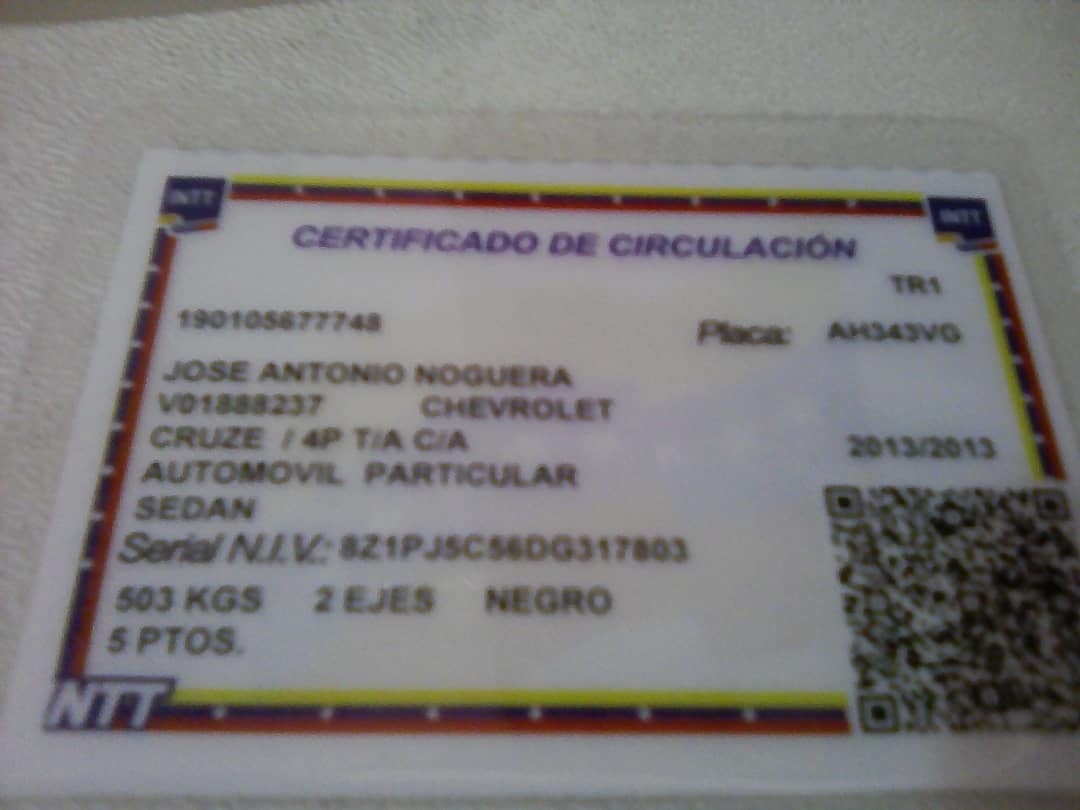 INTT
INTT
CERTIFICADO DE CIRCULACIÓN
TR1
190105677748 Placa: AH343VG
JOSE ANTONIO NOGUERA
V01888237 CHEVROLET
CRUZE / 4P T/A C/A 2013/2013
AUTOMOVIL PARTICULAR
SEDAN
Serial N.I.V.: 8Z1PJ5C56DG317803
503 KGS 2 EJES NEGRO
5 PTOS.
INTT